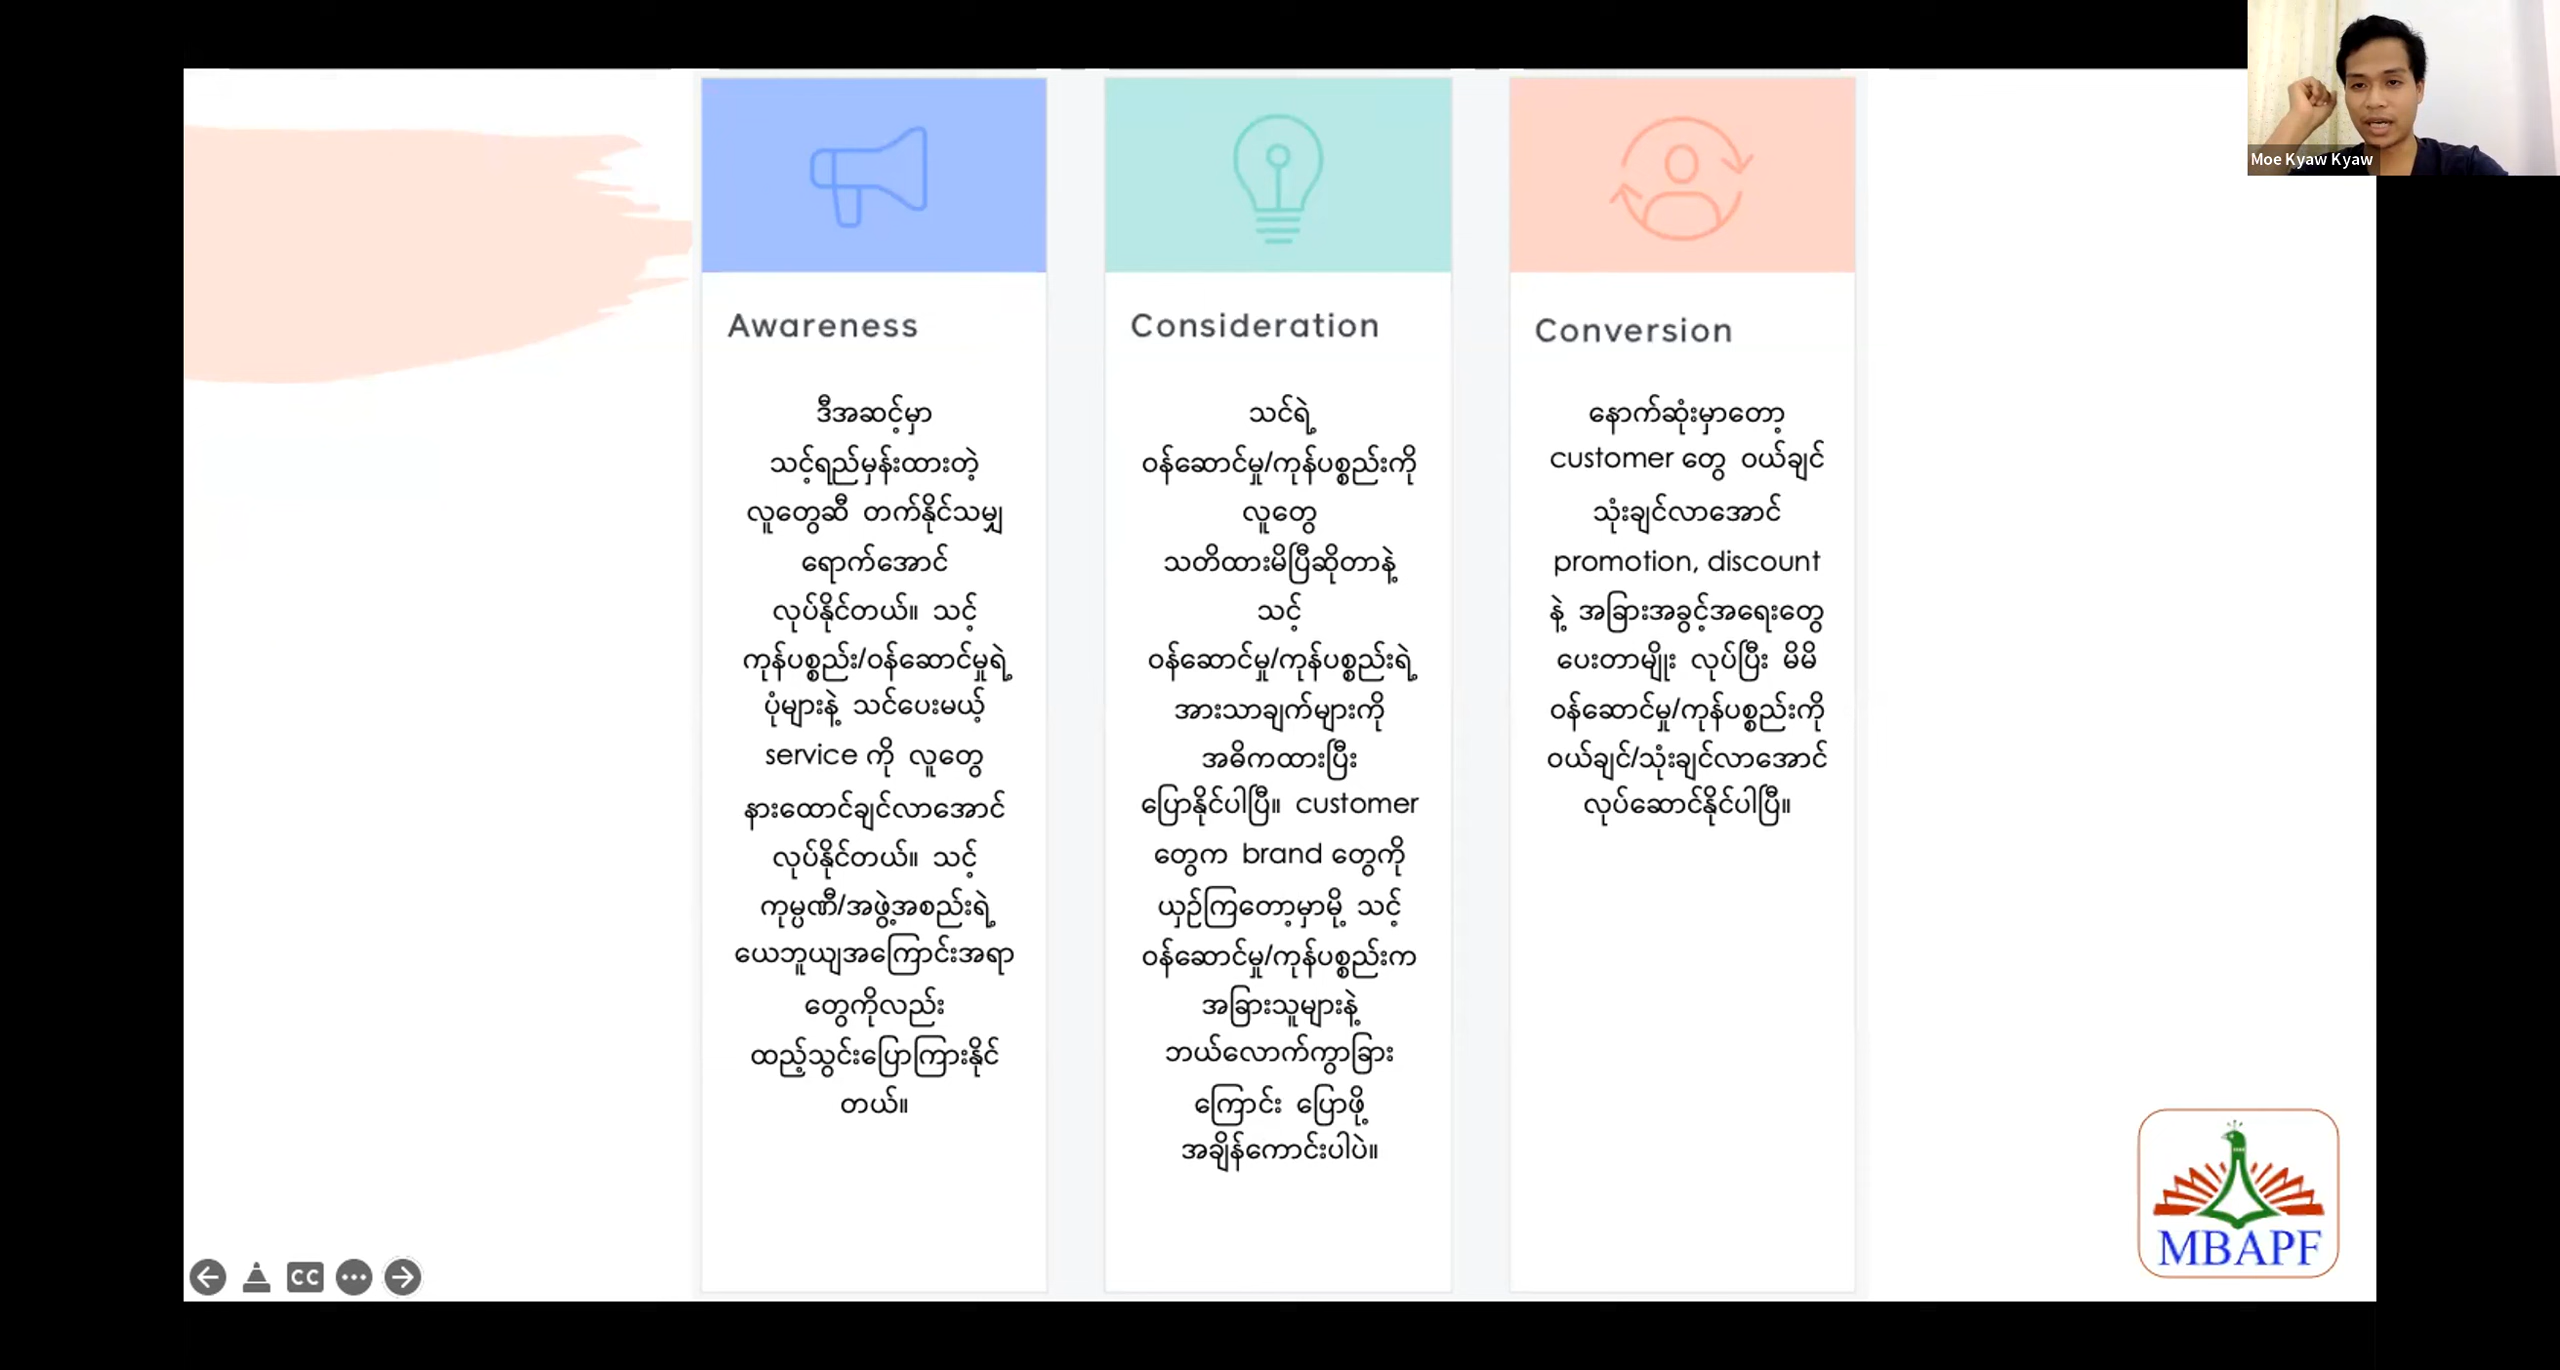 Moe Kyaw Kyaw
Awareness
ဒီအဆင့်မှာ
သင့်ရည်မှန်းထားတဲ့
လူတွေဆီ တက်နိုင်သမျှ
ရောက်အောင်
လုပ်နိုင်တယ်။ သင့်
ကုန်ပစ္စည်း/ဝန်ဆောင်မှုရဲ့
ပုံများနဲ့ သင်ပေးမယ့်
service ကို လူတွေ
နားထောင်ချင်လာအောင်
လုပ်နိုင်တယ်။ သင့်
ကုမ္ပဏီ/အဖွဲ့အစည်းရဲ့
ယေဘူယျအကြောင်းအရာ
တွေကိုလည်း
ထည့်သွင်းပြောကြားနိုင်
တယ်။
Consideration
သင်ရဲ့
ဝန်ဆောင်မှု/ကုန်ပစ္စည်းကို
လူတွေ
သတိထားမိပြီဆိုတာနဲ့
သင့်
ဝန်ဆောင်မှု/ကုန်ပစ္စည်းရဲ့
အားသာချက်များကို
အဓိကထားပြီး
ပြောနိုင်ပါပြီ။ customer
တွေက brand တွေကို
ယှဉ်ကြတော့မှာမို့ သင့်
ဝန်ဆောင်မှု/ကုန်ပစ္စည်းက
အခြားသူများနဲ့
ဘယ်လောက်ကွာခြား
ကြောင်း ပြောဖို့
အချိန်ကောင်းပါပဲ။
Conversion
နောက်ဆုံးမှာတော့
customer တွေ ဝယ်ချင်
သုံးချင်လာအောင်
promotion, discount
နဲ့ အခြားအခွင့်အရေးတွေ
ပေးတာမျိုး လုပ်ပြီး မိမိ
ဝန်ဆောင်မှု/ကုန်ပစ္စည်းကို
ဝယ်ချင်/သုံးချင်လာအောင်
လုပ်ဆောင်နိုင်ပါပြီ။
MBAPF
CC